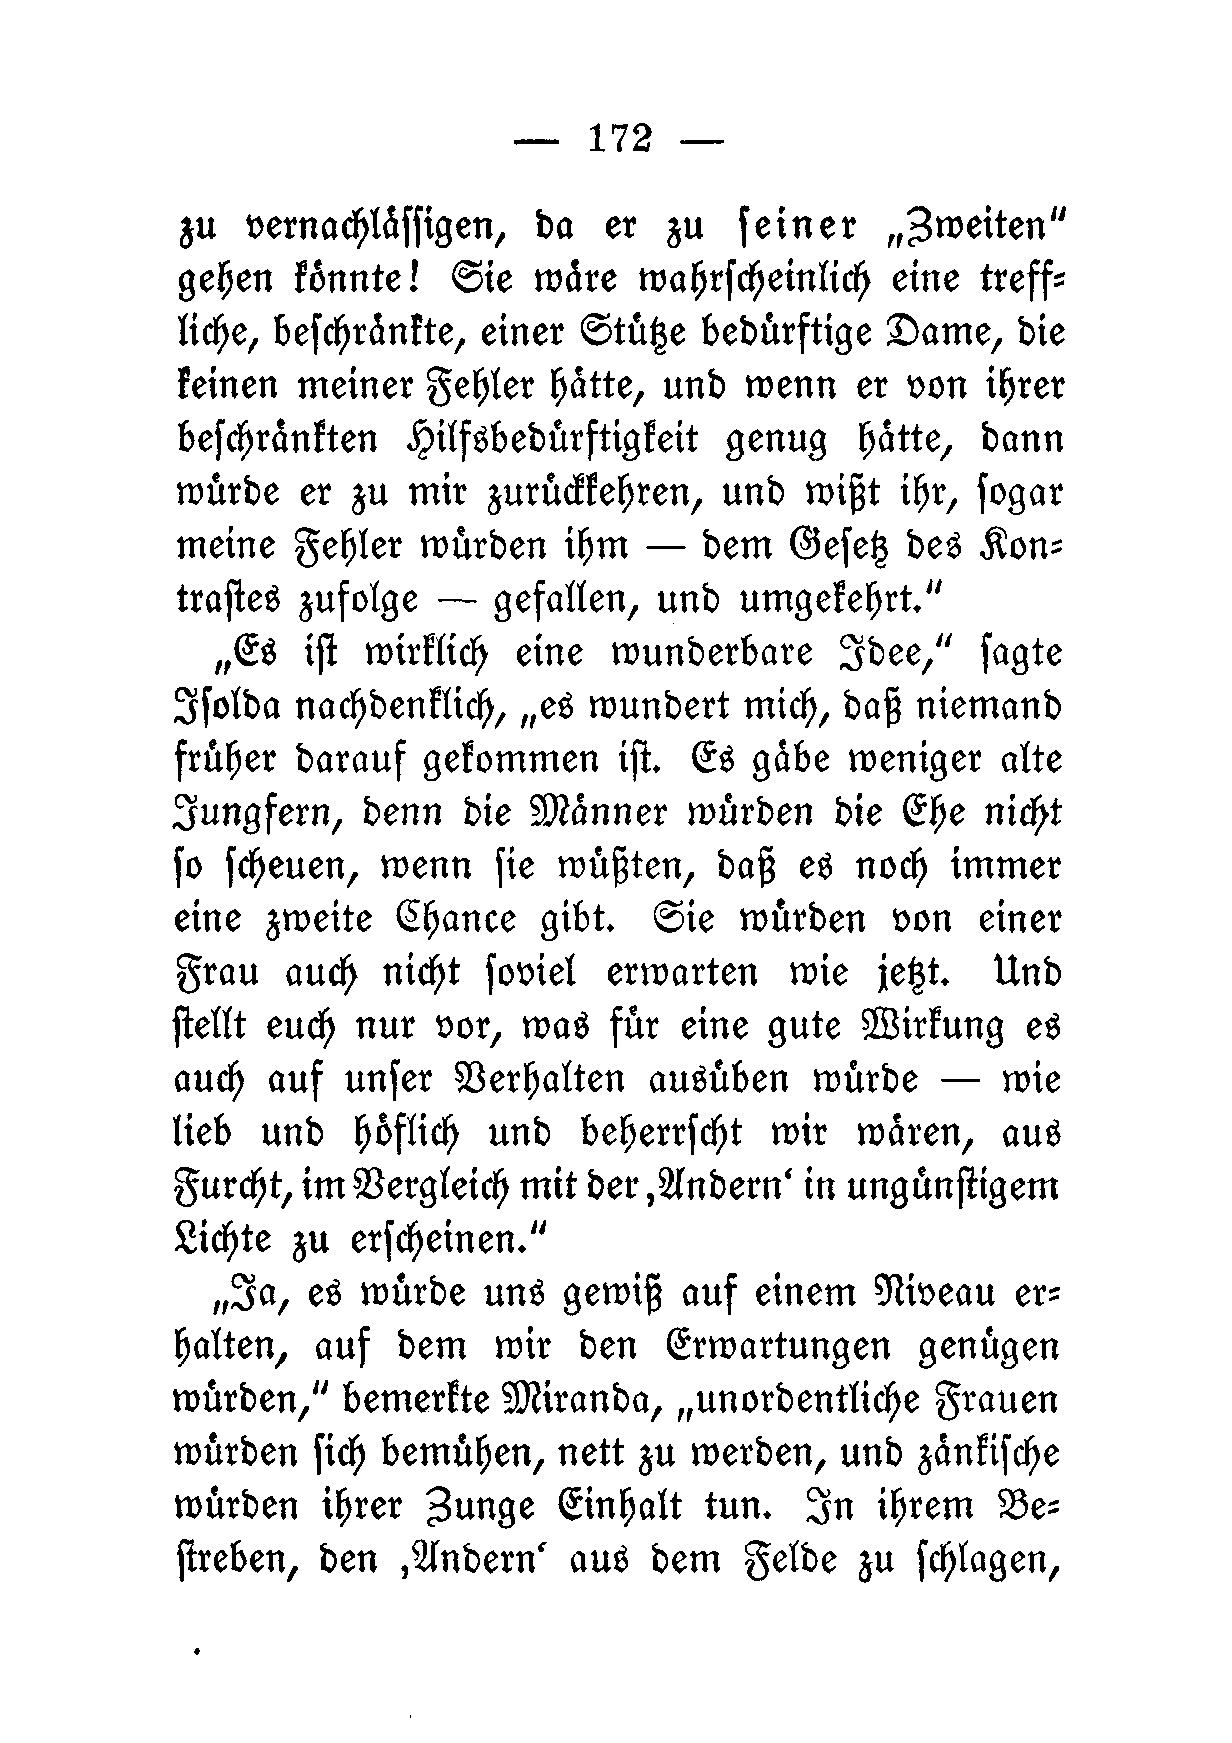 — 172 —
zu vernachlässigen, da er zu seiner „Zweiten"
gehen könnte! Sie wäre wahrscheinlich eine treff-
liche, beschränkte, einer Stütze bedürftige Dame, die
keinen meiner Fehler hätte, und wenn er von ihrer
beschränkten Hilfsbedürftigkeit genug hätte, dann
würde er zu mir zurückkehren, und wißt ihr, sogar
meine Fehler würden ihm — dem Gesetz des Kon-
trastes zufolge — gefallen, und umgekehrt."
„Es ist wirklich eine wunderbare Idee," sagte
Isolda nachdenklich, „es wundert mich, daß niemand
früher darauf gekommen ist. Es gäbe weniger alte
Jungfern, denn die Männer würden die Ehe nicht
so scheuen, wenn sie wüßten, daß es noch immer
eine zweite Chance gibt. Sie würden von einer
Frau auch nicht soviel erwarten wie jetzt. Und
stellt euch nur vor, was für eine gute Wirkung es
auch auf unser Verhalten ausüben würde — wie
lieb und höflich und beherrscht wir wären, aus
Furcht, im Vergleich mit der ‚Andern‘ in ungünstigem
Lichte zu erscheinen."
„Ja, es würde uns gewiß auf einem Niveau er-
halten, auf dem wir den Erwartungen genügen
würden," bemerkte Miranda, „unordentliche Frauen
würden sich bemühen, nett zu werden, und zänkische
würden ihrer Zunge Einhalt tun. In ihrem Be-
streben, den ‚Andern‘ aus dem Felde zu schlagen,